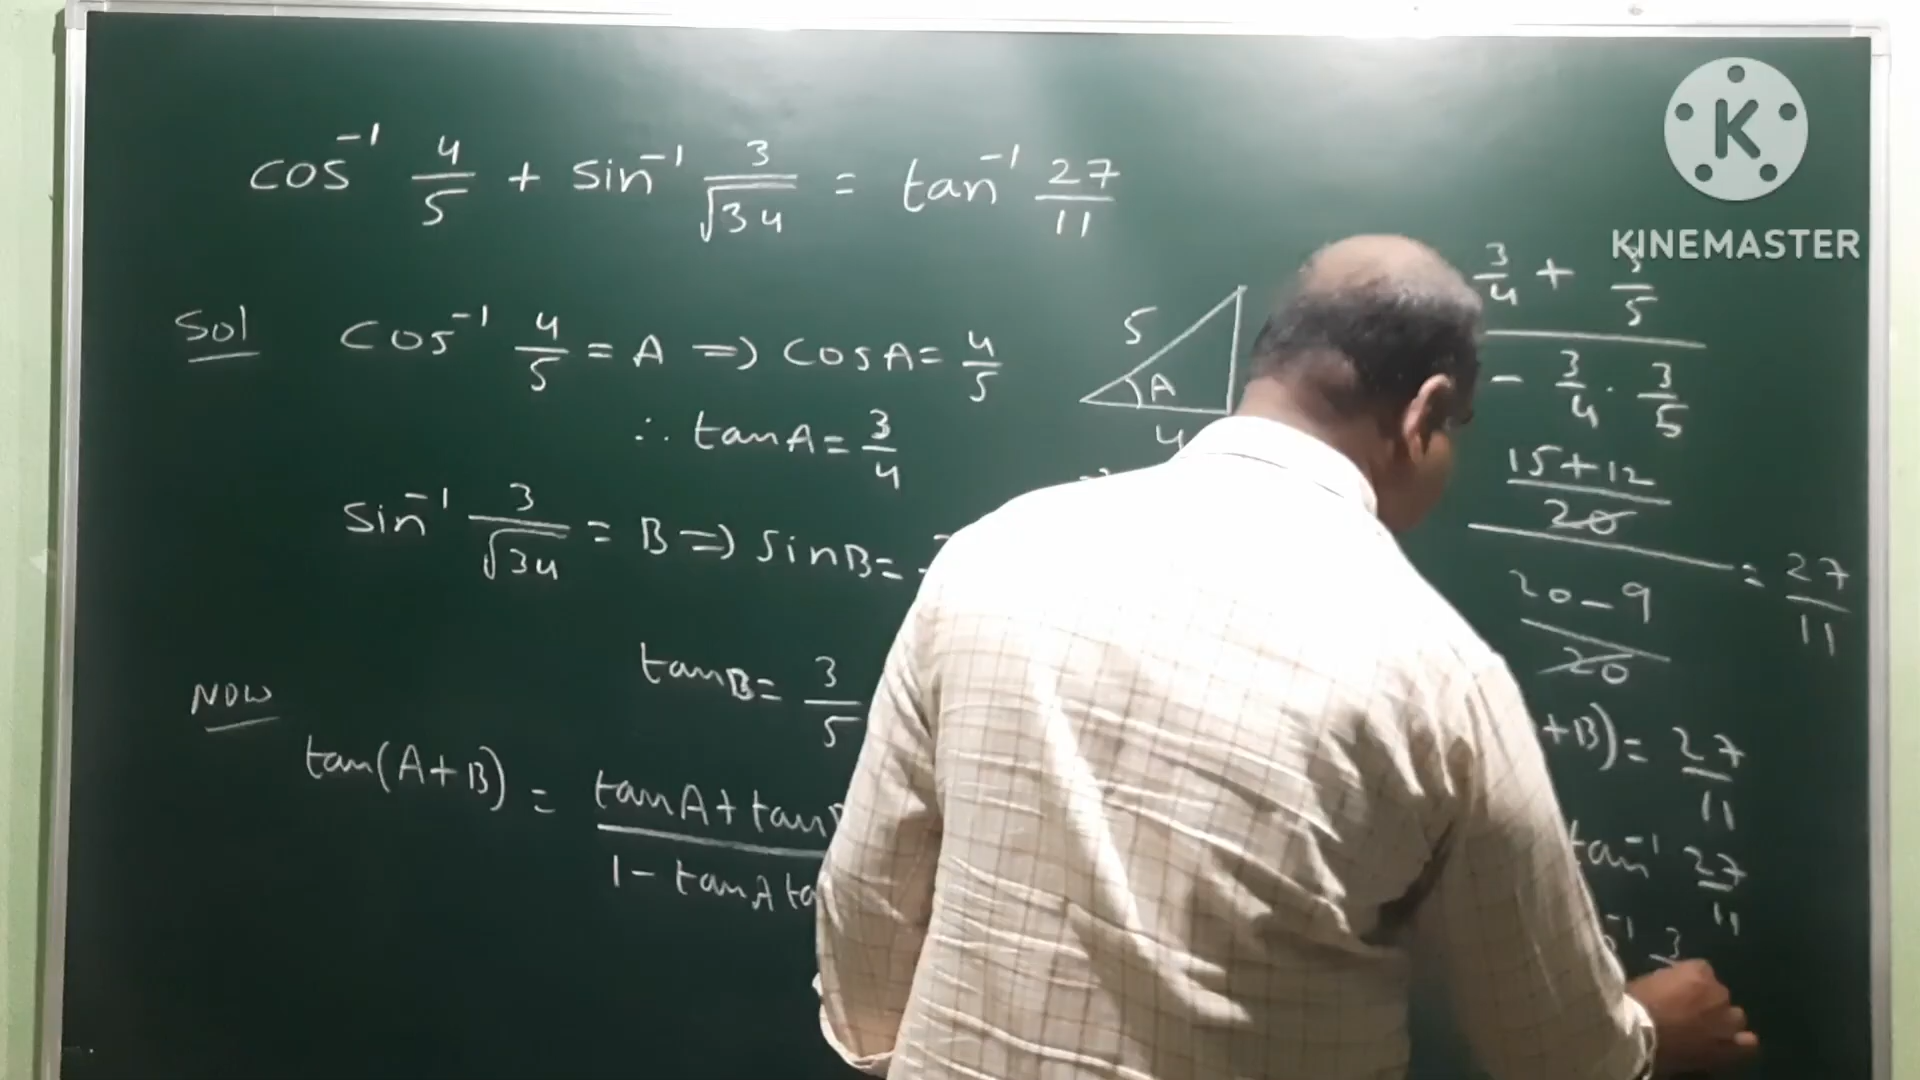 cos⁻¹ 4/5 + sin⁻¹ 3/√34 = tan⁻¹ 27/11
Sol cos⁻¹ 4/5 = A => cosA = 4/5
∴ tanA = 3/4
sin⁻¹ 3/√34 = B => sinB =
tanB = 3/5
Now
tan(A+B) = tanA + tan
1 - tanA ta
5
A
4
3/4 + 3/5
- 3/4 . 3/5
15+12
20
= 27/11
20-9
20
+B) = 27/11
tan⁻¹ 27/11
⁻¹ 3
K
KINEMASTER